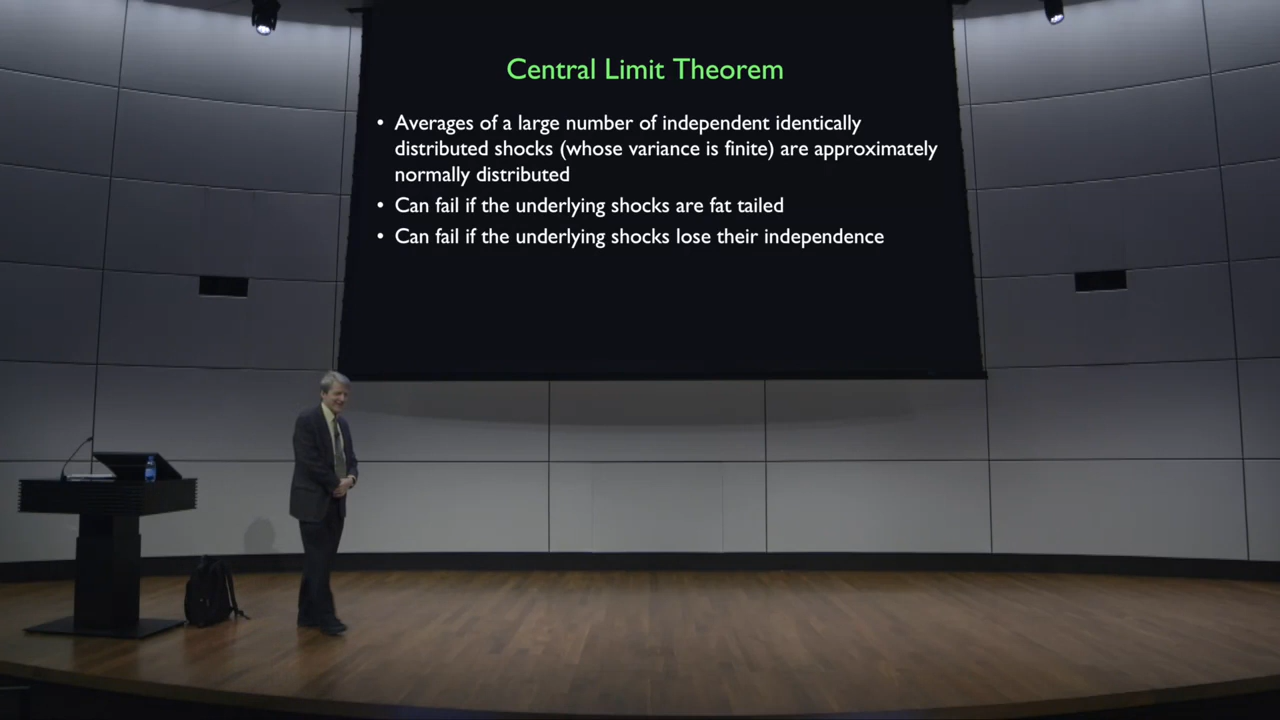 Central Limit Theorem
• Averages of a large number of independent identically
distributed shocks (whose variance is finite) are approximately
normally distributed
• Can fail if the underlying shocks are fat tailed
• Can fail if the underlying shocks lose their independence